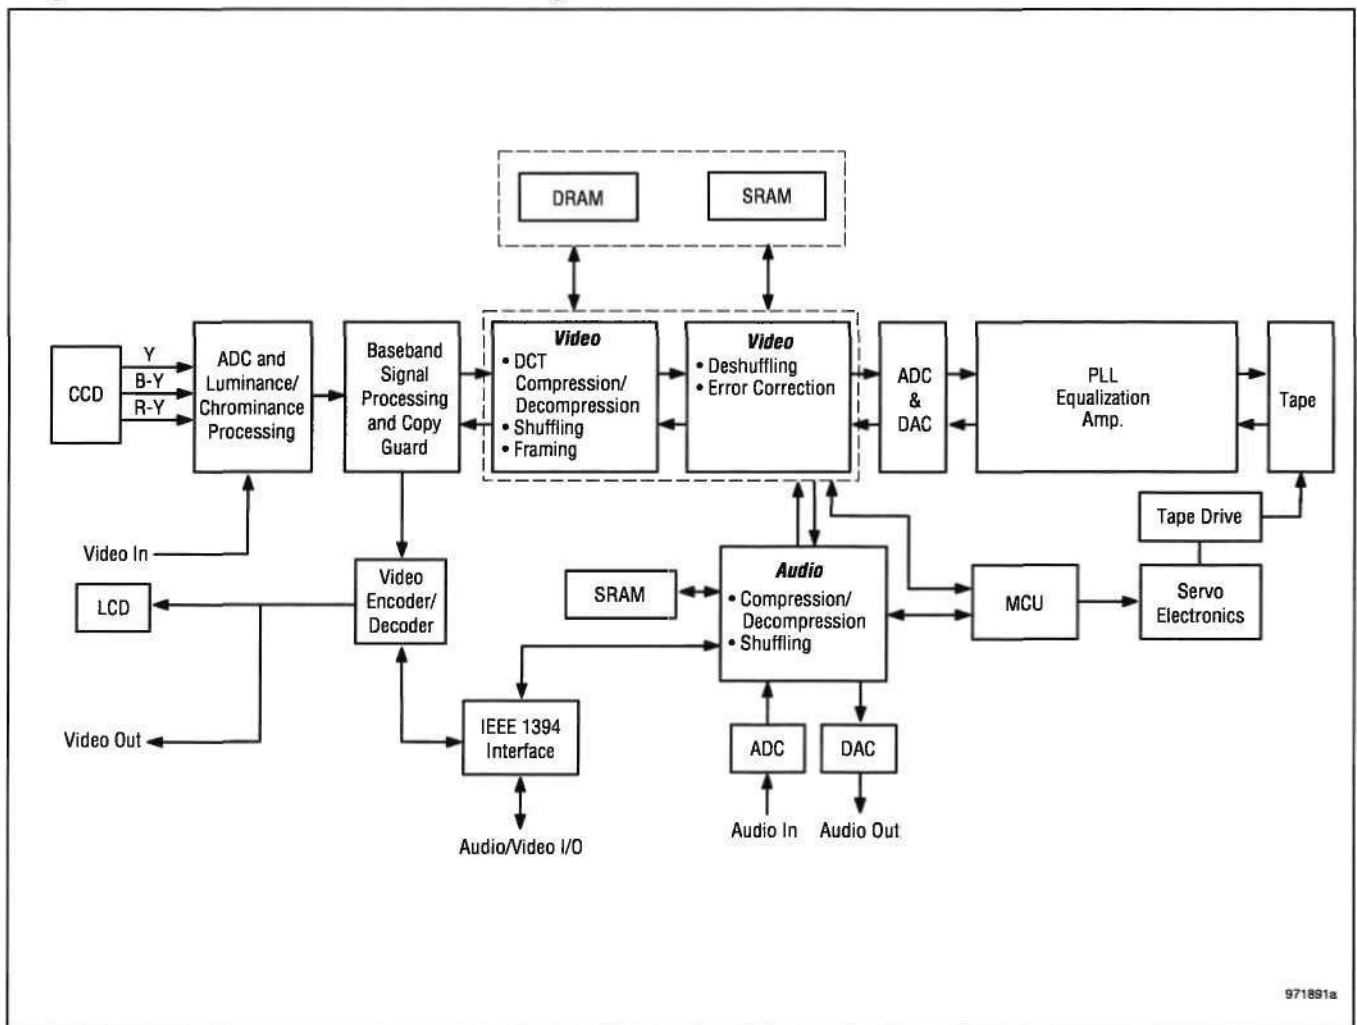 DRAM
SRAM
CCD
Y
B-Y
R-Y
ADC and
Luminance/
Chrominance
Processing
Baseband
Signal
Processing
and Copy
Guard
Video
• DCT
Compression/
Decompression
• Shuffling
• Framing
Video
• Deshuffling
• Error Correction
ADC
&
DAC
PLL
Equalization
Amp.
Tape
Tape Drive
Video In
LCD
Video
Encoder/
Decoder
SRAM
Audio
• Compression/
Decompression
• Shuffling
MCU
Servo
Electronics
Video Out
IEEE 1394
Interface
ADC
DAC
Audio/Video I/O
Audio In
Audio Out
971891a